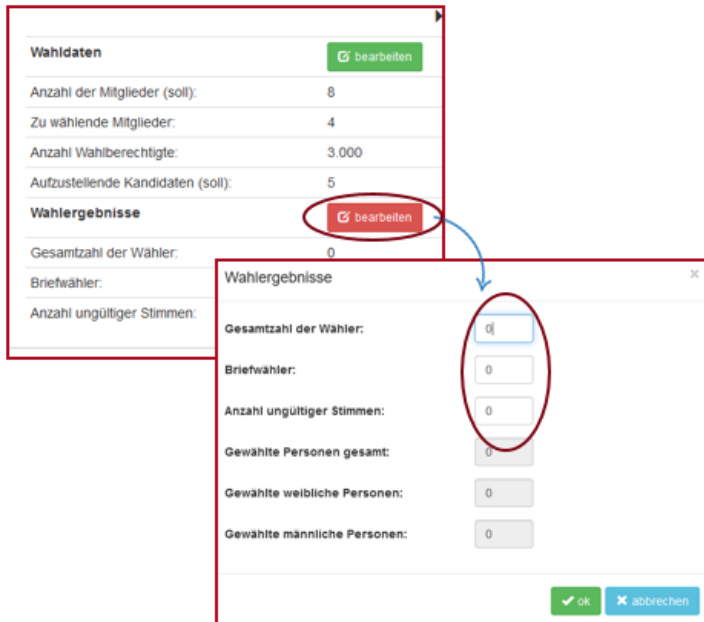 Wahldaten bearbeiten
Anzahl der Mitglieder (soll): 8
Zu wählende Mitglieder: 4
Anzahl Wahlberechtigte: 3.000
Aufzustellende Kandidaten (soll): 5
Wahlergebnisse bearbeiten
Gesamtzahl der Wähler: 0
Briefwähler:
Anzahl ungültiger Stimmen:
Wahlergebnisse ×
Gesamtzahl der Wähler: 0
Briefwähler: 0
Anzahl ungültiger Stimmen: 0
Gewählte Personen gesamt: 0
Gewählte weibliche Personen: 0
Gewählte männliche Personen: 0
ok abbrechen